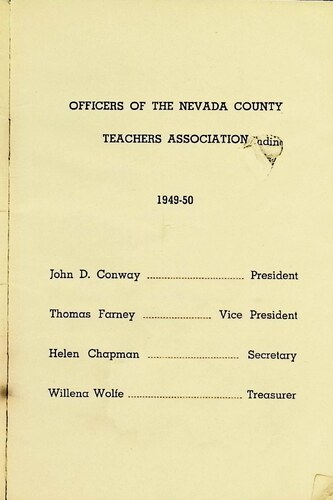 OFFICERS OF THE NEVADA COUNTY
TEACHERS ASSOCIATION
1949-50
John D. Conway ........................ President
Thomas Farney ................. Vice President
Helen Chapman ...................... Secretary
Willena Wolfe ............................ Treasurer